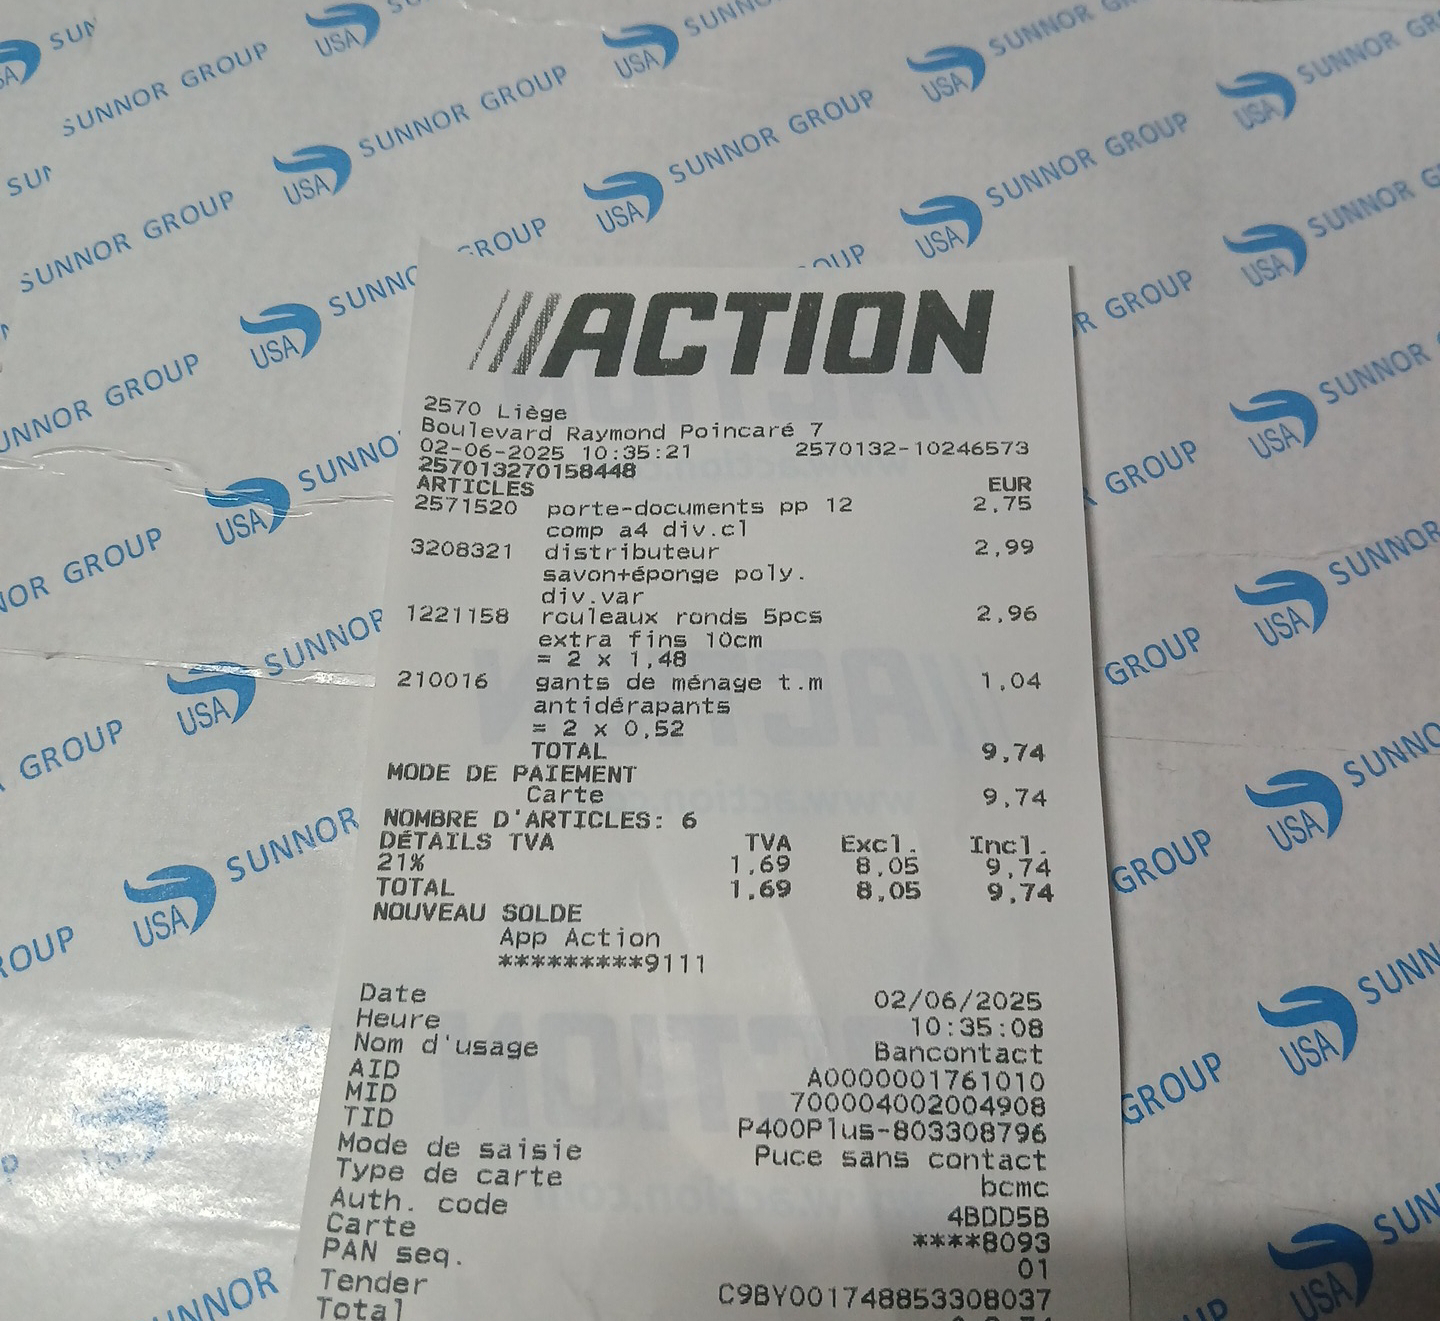 SUNNOR GROUP USA
ACTION
2570 Liège
Boulevard Raymond Poincaré 7
02-06-2025 10:35:21 2570132-10246573
257013270158448
ARTICLES EUR
2571520 porte-documents pp 12 2,75
comp a4 div.cl
3208321 distributeur 2,99
savon+éponge poly.
div.var
1221158 rouleaux ronds 5pcs 2,96
extra fins 10cm
= 2 x 1,48
210016 gants de ménage t.m 1,04
antidérapants
= 2 x 0,52
TOTAL 9,74
MODE DE PAIEMENT
Carte 9,74
NOMBRE D'ARTICLES: 6
DÉTAILS TVA TVA Excl. Incl.
21% 1,69 8,05 9,74
TOTAL 1,69 8,05 9,74
NOUVEAU SOLDE
App Action
*********9111
Date 02/06/2025
Heure 10:35:08
Nom d'usage Bancontact
AID A0000001761010
MID 700004002004908
TID P400Plus-803308796
Mode de saisie Puce sans contact
Type de carte bcmc
Auth. code 4BDD5B
Carte ****8093
PAN seq. 01
Tender C9BY001748853308037
Total